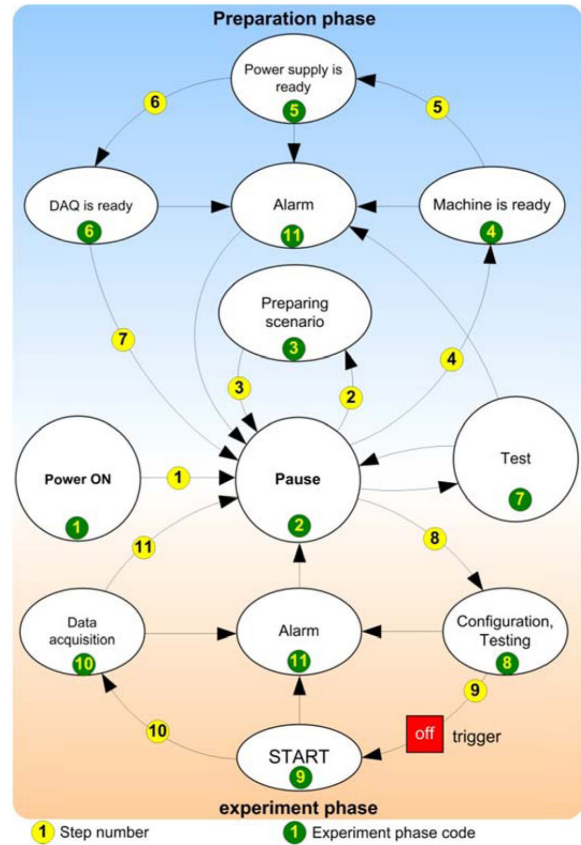 Preparation phase
Power supply is
ready
5
6
5
DAQ is ready
6
Alarm
11
Machine is ready
4
Preparing
scenario
3
7
3
2
4
Power ON
1
1
Pause
2
Test
7
11
8
Data
acquisition
10
Alarm
11
Configuration,
Testing
8
9
10
START
9
off
trigger
experiment phase
1 Step number
1 Experiment phase code